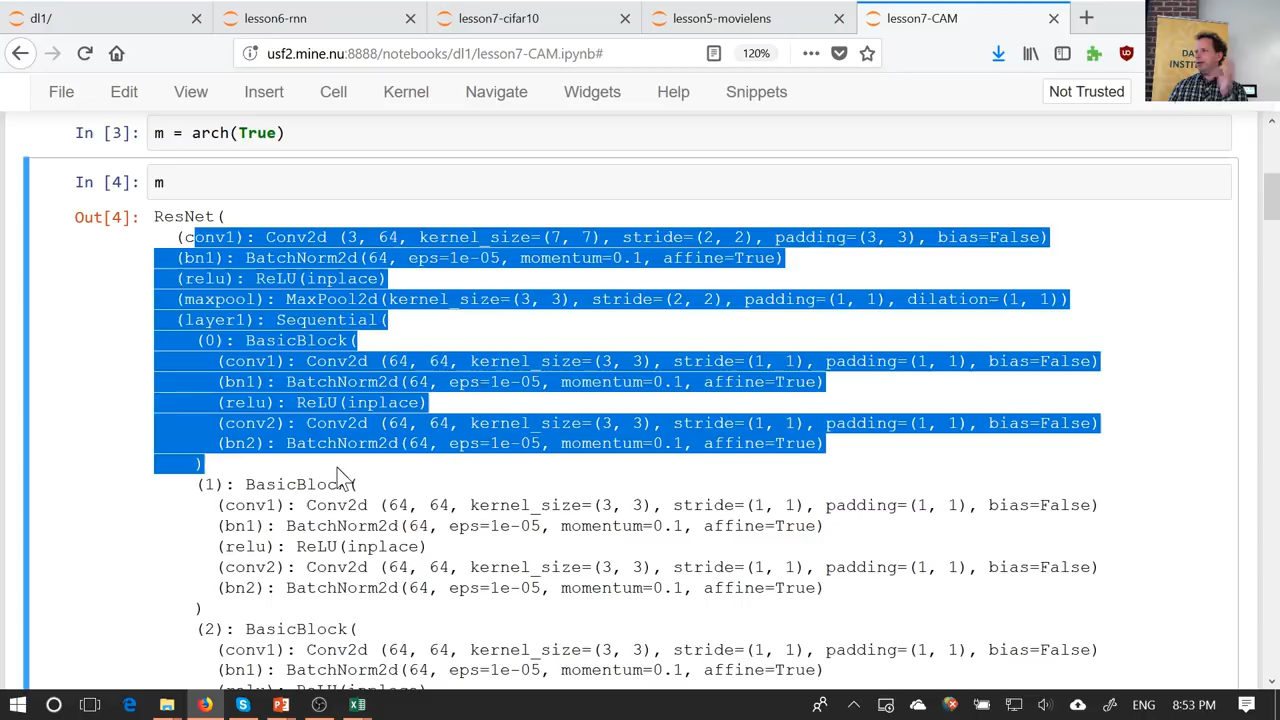 dl1/
lesson6-rnn
lesson7-cifar10
lesson5-movielens
lesson7-CAM
usf2.mine.nu:8888/notebooks/dl1/lesson7-CAM.ipynb#
120%
File Edit View Insert Cell Kernel Navigate Widgets Help Snippets
Not Trusted
In [3]: m = arch(True)
In [4]: m
Out[4]: ResNet(
(conv1): Conv2d (3, 64, kernel_size=(7, 7), stride=(2, 2), padding=(3, 3), bias=False)
(bn1): BatchNorm2d(64, eps=1e-05, momentum=0.1, affine=True)
(relu): ReLU(inplace)
(maxpool): MaxPool2d(kernel_size=(3, 3), stride=(2, 2), padding=(1, 1), dilation=(1, 1))
(layer1): Sequential(
(0): BasicBlock(
(conv1): Conv2d (64, 64, kernel_size=(3, 3), stride=(1, 1), padding=(1, 1), bias=False)
(bn1): BatchNorm2d(64, eps=1e-05, momentum=0.1, affine=True)
(relu): ReLU(inplace)
(conv2): Conv2d (64, 64, kernel_size=(3, 3), stride=(1, 1), padding=(1, 1), bias=False)
(bn2): BatchNorm2d(64, eps=1e-05, momentum=0.1, affine=True)
)
(1): BasicBlock(
(conv1): Conv2d (64, 64, kernel_size=(3, 3), stride=(1, 1), padding=(1, 1), bias=False)
(bn1): BatchNorm2d(64, eps=1e-05, momentum=0.1, affine=True)
(relu): ReLU(inplace)
(conv2): Conv2d (64, 64, kernel_size=(3, 3), stride=(1, 1), padding=(1, 1), bias=False)
(bn2): BatchNorm2d(64, eps=1e-05, momentum=0.1, affine=True)
)
(2): BasicBlock(
(conv1): Conv2d (64, 64, kernel_size=(3, 3), stride=(1, 1), padding=(1, 1), bias=False)
(bn1): BatchNorm2d(64, eps=1e-05, momentum=0.1, affine=True)
(relu): ReLU(inplace)
ENG 8:53 PM